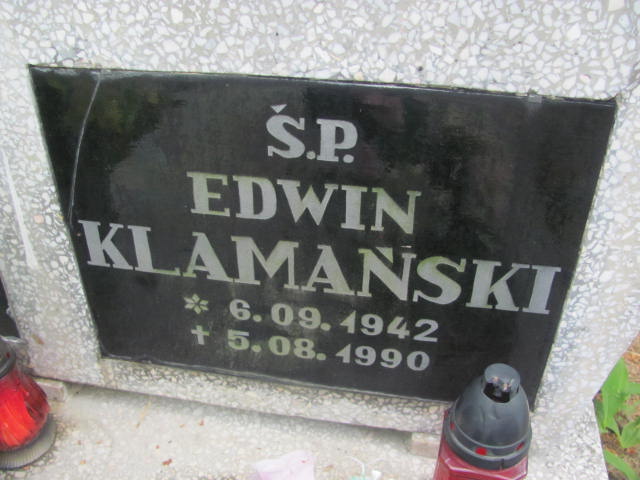 Ś.P.
EDWIN
KLAMAŃSKI
* 6.09.1942
✝ 5.08.1990